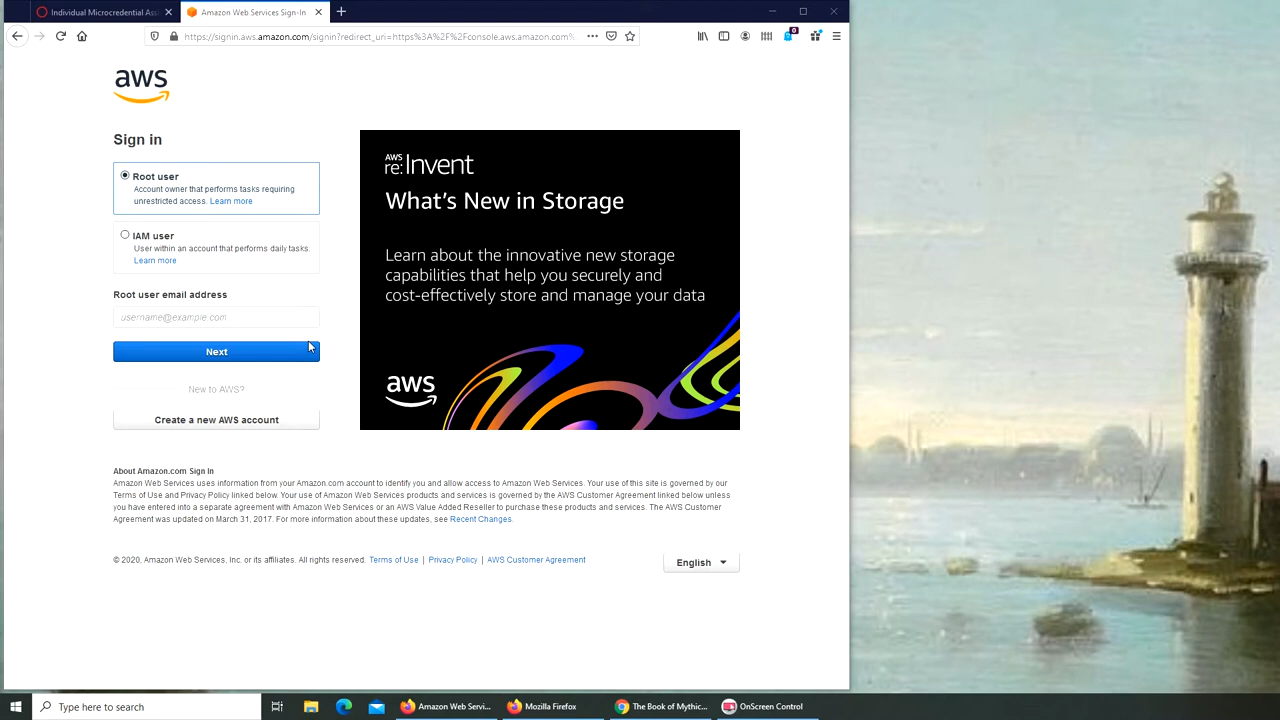 Individual Microcredential Ass
Amazon Web Services Sign-In
https://signin.aws.amazon.com/signin?redirect_uri=https%3A%2F%2Fconsole.aws.amazon.com%
0
aws
Sign in
Root user
Account owner that performs tasks requiring
unrestricted access. Learn more
IAM user
User within an account that performs daily tasks.
Learn more
Root user email address
username@example.com
Next
New to AWS?
Create a new AWS account
AWS
re:Invent
What's New in Storage
Learn about the innovative new storage
capabilities that help you securely and
cost-effectively store and manage your data
aws
About Amazon.com Sign In
Amazon Web Services uses information from your Amazon.com account to identify you and allow access to Amazon Web Services. Your use of this site is governed by our
Terms of Use and Privacy Policy linked below. Your use of Amazon Web Services products and services is governed by the AWS Customer Agreement linked below unless
you have entered into a separate agreement with Amazon Web Services or an AWS Value Added Reseller to purchase these products and services. The AWS Customer
Agreement was updated on March 31, 2017. For more information about these updates, see Recent Changes.
© 2020, Amazon Web Services, Inc. or its affiliates. All rights reserved. Terms of Use | Privacy Policy | AWS Customer Agreement
English
Type here to search
Amazon Web Servi...
Mozilla Firefox
The Book of Mythic...
OnScreen Control